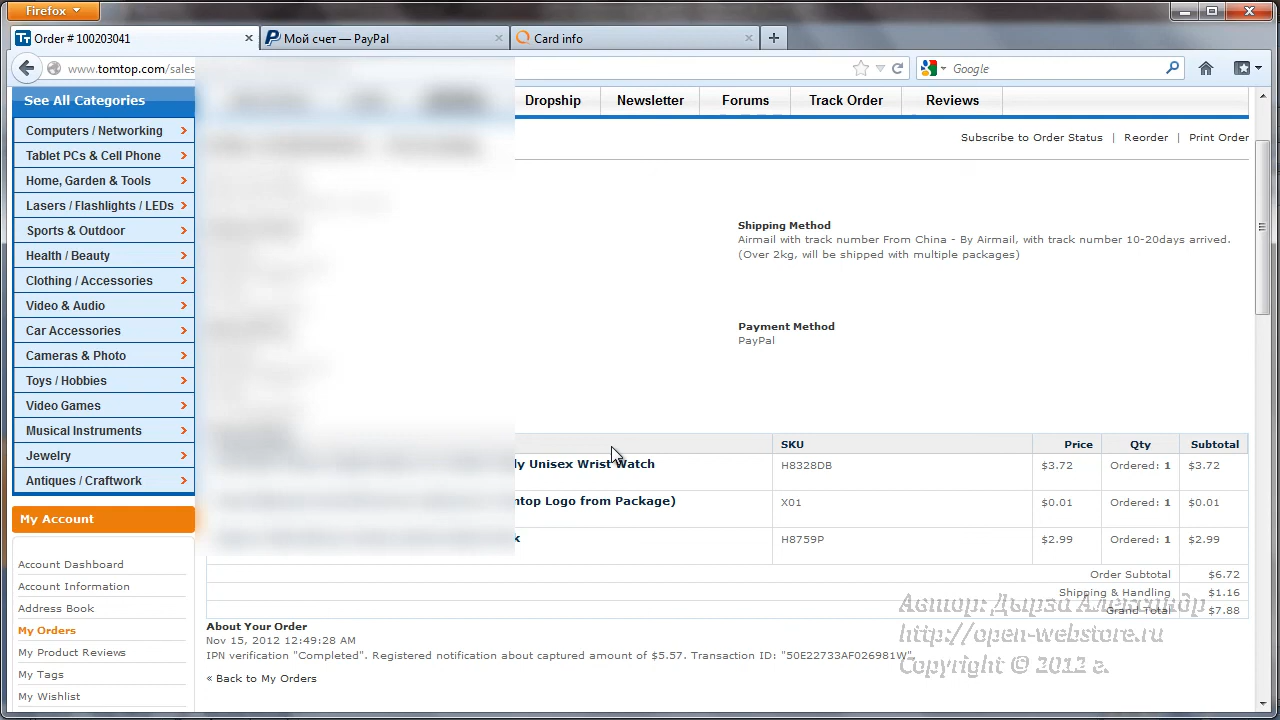 Firefox
Order # 100203041
Мой счет — PayPal
Card info
www.tomtop.com/sales
Google
See All Categories
Dropship
Newsletter
Forums
Track Order
Reviews
Computers / Networking
Tablet PCs & Cell Phone
Home, Garden & Tools
Lasers / Flashlights / LEDs
Sports & Outdoor
Health / Beauty
Clothing / Accessories
Video & Audio
Car Accessories
Cameras & Photo
Toys / Hobbies
Video Games
Musical Instruments
Jewelry
Antiques / Craftwork
My Account
Account Dashboard
Account Information
Address Book
My Orders
My Product Reviews
My Tags
My Wishlist
Subscribe to Order Status | Reorder | Print Order
Shipping Method
Airmail with track number From China - By Airmail, with track number 10-20days arrived.
(Over 2kg, will be shipped with multiple packages)
Payment Method
PayPal
SKU Price Qty Subtotal
Unisex Wrist Watch H8328DB $3.72 Ordered: 1 $3.72
Logo from Package) X01 $0.01 Ordered: 1 $0.01
H8759P $2.99 Ordered: 1 $2.99
Order Subtotal $6.72
Shipping & Handling $1.16
Grand Total $7.88
About Your Order
Nov 15, 2012 12:49:28 AM
IPN verification "Completed". Registered notification about captured amount of $5.57. Transaction ID: "50E22733AF026981W".
« Back to My Orders
Автор: Дырза Александр
http://open-webstore.ru
Copyright © 2012 г.